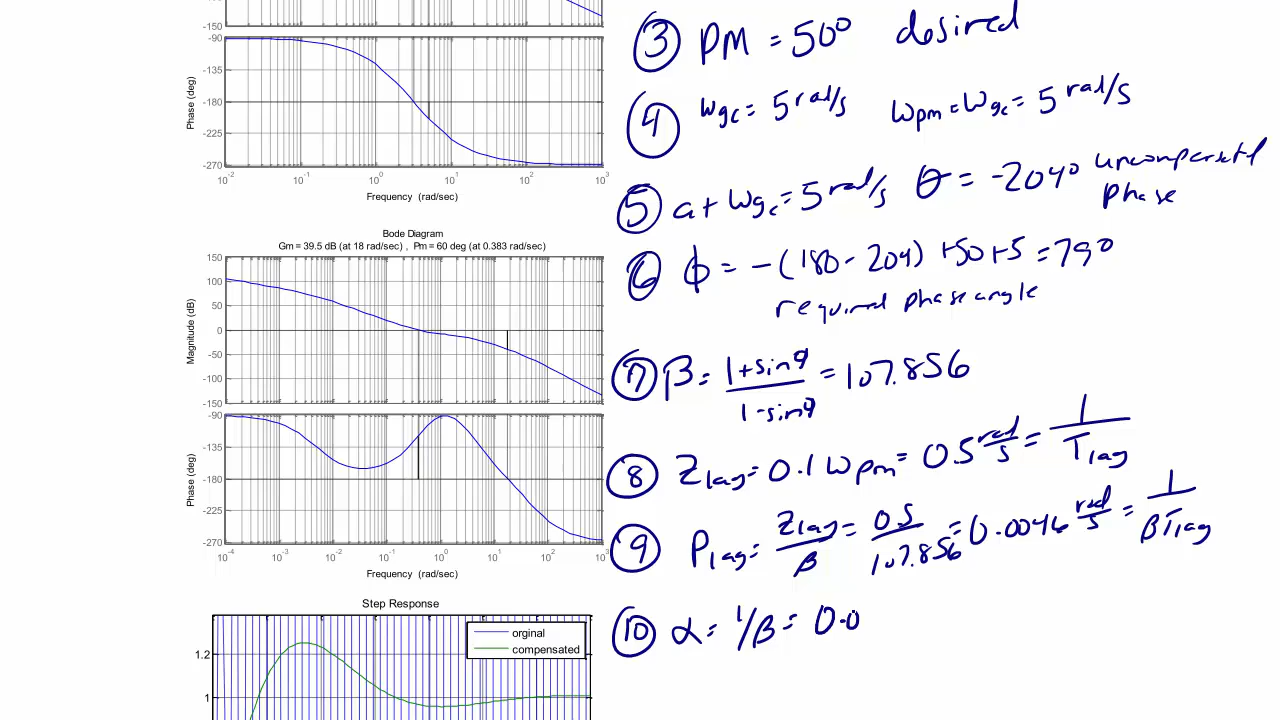 -150
-90
-135
-180
-225
-270
Phase (deg)
10^-2 10^-1 10^0 10^1 10^2 10^3
Frequency (rad/sec)
Bode Diagram
Gm = 39.5 dB (at 18 rad/sec) , Pm = 60 deg (at 0.383 rad/sec)
150
100
50
0
-50
-100
-150
Magnitude (dB)
-90
-135
-180
-225
-270
Phase (deg)
10^-4 10^-3 10^-2 10^-1 10^0 10^1 10^2 10^3
Frequency (rad/sec)
Step Response
orginal
compensated
1.2
1
③ PM = 50° desired
④ ωgc = 5 rad/s ωpm = ωgc = 5 rad/s
⑤ at ωgc = 5 rad/s θ = -204° uncompensated
phase
⑥ ϕ = -(180 - 204) + 50 + 5 = 79°
required phase angle
⑦ β = (1 + sinϕ)/(1 - sinϕ) = 107.856
⑧ Zlag = 0.1 ωpm = 0.5 rad/s = 1/Tlag
⑨ Plag = Zlag/β = 0.5/107.856 = 0.0046 rad/s = 1/βTlag
⑩ α = 1/β = 0.0